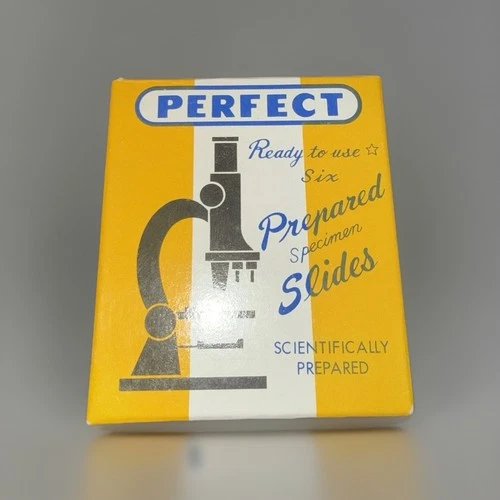 PERFECT
Ready to use ☆
Six
Prepared
Specimen
Slides
SCIENTIFICALLY
PREPARED